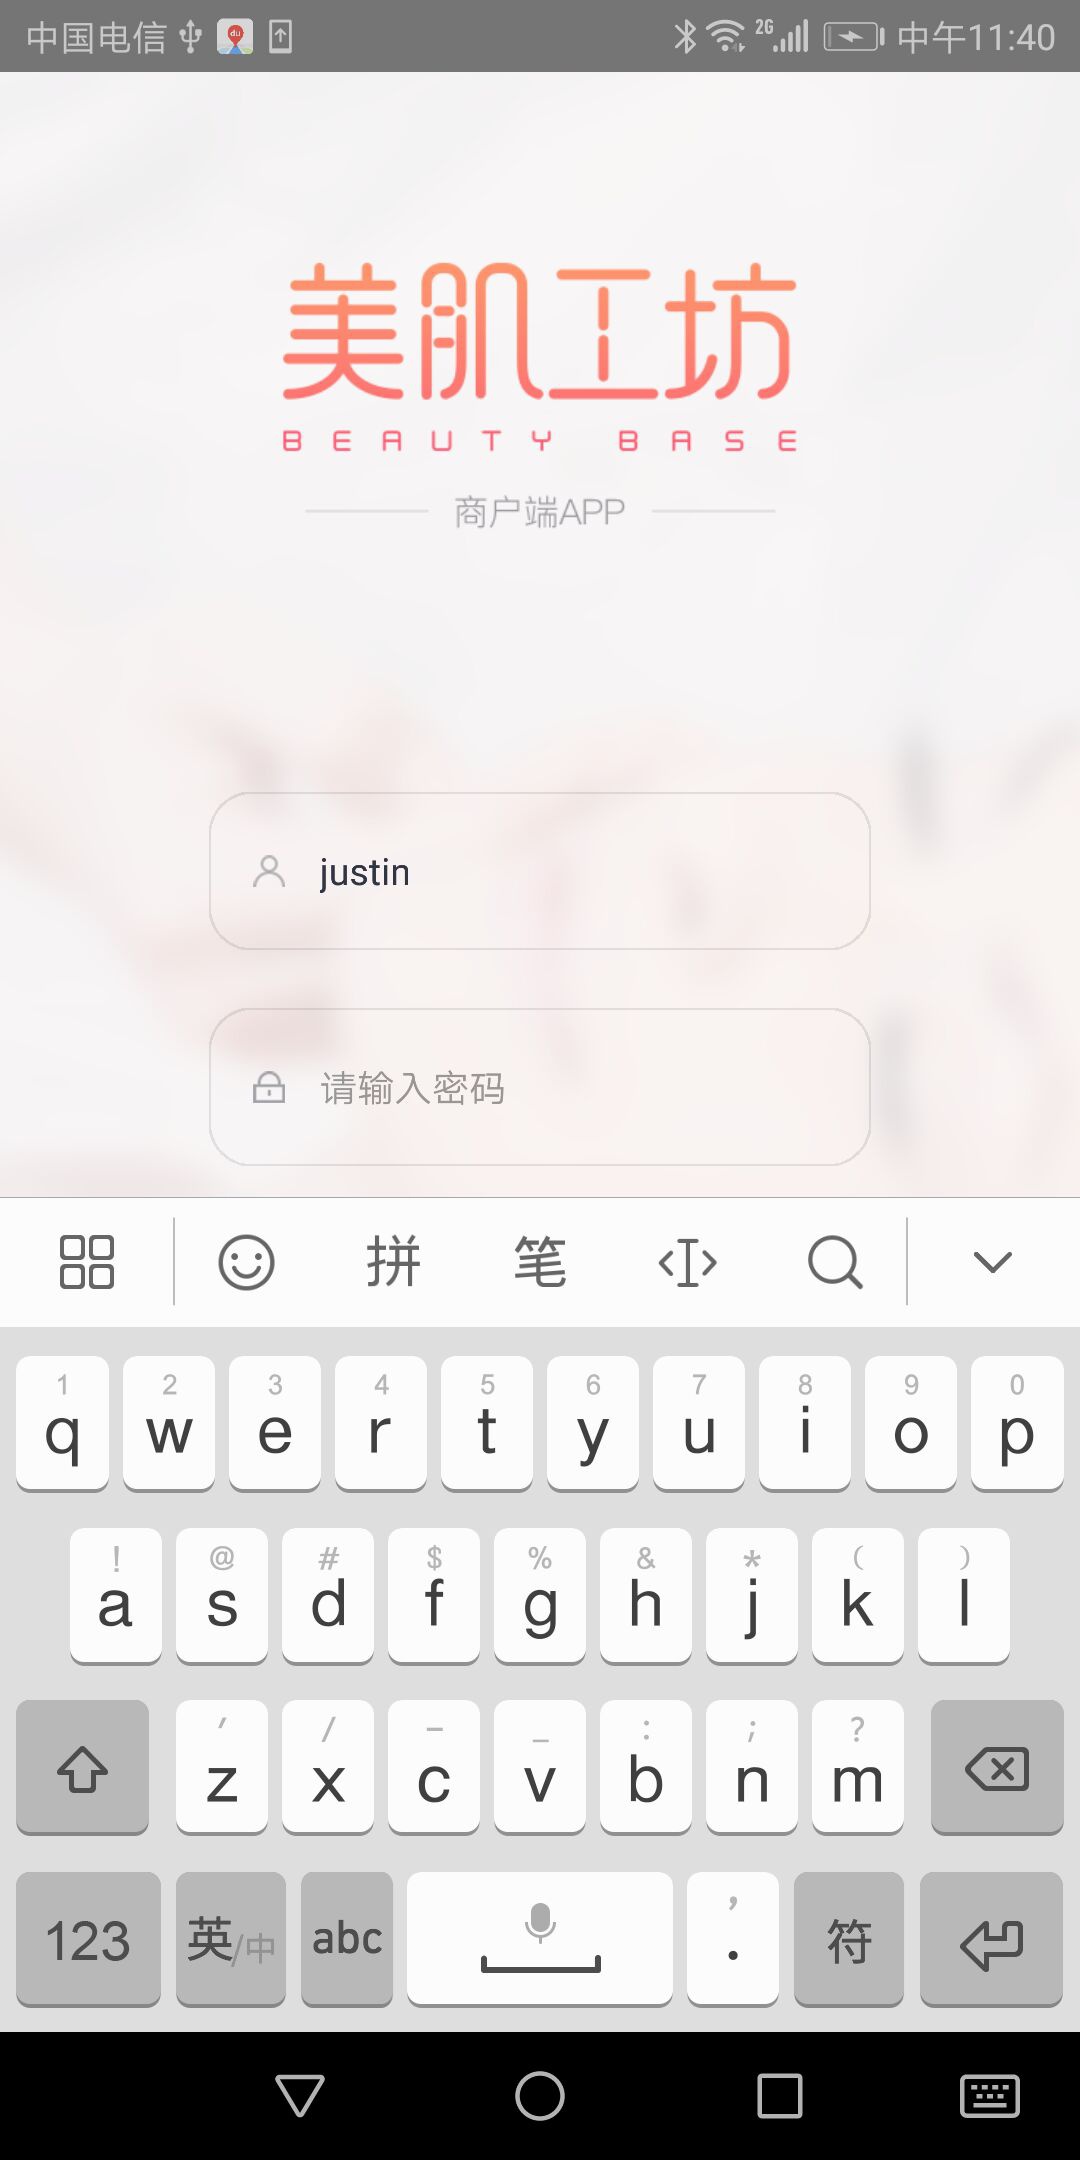 中国电信 2G 中午11:40
美肌工坊
BEAUTY BASE
商户端APP
justin
请输入密码
拼 笔
1 2 3 4 5 6 7 8 9 0
q w e r t y u i o p
! @ # $ % & * ( )
a s d f g h j k l
' / - _ : ; ?
z x c v b n m
123 英/中 abc , . 符